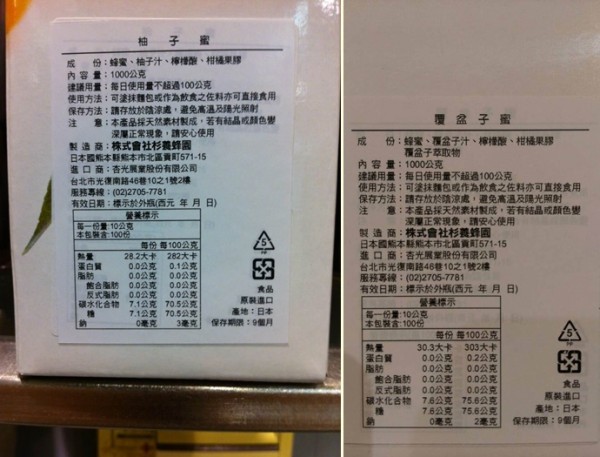 柚子蜜
成 份：蜂蜜、柚子汁、檸檬酸、柑橘果膠
內容量：1000公克
建議用量：每日使用量不超過100公克
使用方法：可塗抹麵包或作為飲食之佐料亦可直接食用
保存方法：請存放於陰涼處，避免高溫及陽光照射
注 意：本產品採天然素材製成，若有結晶或顏色變
深屬正常現象，請安心使用
製造商：株式會社杉養蜂園
日本國熊本縣熊本市北區貢町571-15
進口商：杏光展業股份有限公司
台北市光復南路46巷10之1號2樓
服務專線：(02)2705-7781
有效日期：標示於外瓶(西元 年 月 日)
營養標示
每一份量:10公克
本包裝含:100份
每份 每100公克
熱量 28.2大卡 282大卡
蛋白質 0.0公克 0.1公克
脂肪 0.0公克 0.0公克
飽合脂肪 0.0公克 0.0公克
反式脂肪 0.0公克 0.0公克
碳水化合物 7.1公克 70.5公克
糖 7.1公克 70.5公克
鈉 0毫克 3毫克
5
PP
食品
原裝進口
產地：日本
保存期限：9個月
覆盆子蜜
成 份：蜂蜜、覆盆子汁、檸檬酸、柑橘果膠
覆盆子萃取物
內容量：1000公克
建議用量：每日使用量不超過100公克
使用方法：可塗抹麵包或作為飲食之佐料亦可直接食用
保存方法：請存放於陰涼處，避免高溫及陽光照射
注 意：本產品採天然素材製成，若有結晶或顏色變
深屬正常現象，請安心使用
製造商：株式會社杉養蜂園
日本國熊本縣熊本市北區貢町571-15
進口商：杏光展業股份有限公司
台北市光復南路46巷10之1號2樓
服務專線：(02)2705-7781
有效日期：標示於外瓶(西元 年 月 日)
營養標示
每一份量:10公克
本包裝含:100份
每份 每100公克
熱量 30.3大卡 303大卡
蛋白質 0.0公克 0.2公克
脂肪 0.0公克 0.0公克
飽合脂肪 0.0公克 0.0公克
反式脂肪 0.0公克 0.0公克
碳水化合物 7.6公克 75.6公克
糖 7.6公克 75.6公克
鈉 0毫克 2毫克
5
PP
食品
原裝進口
產地：日本
保存期限：9個月